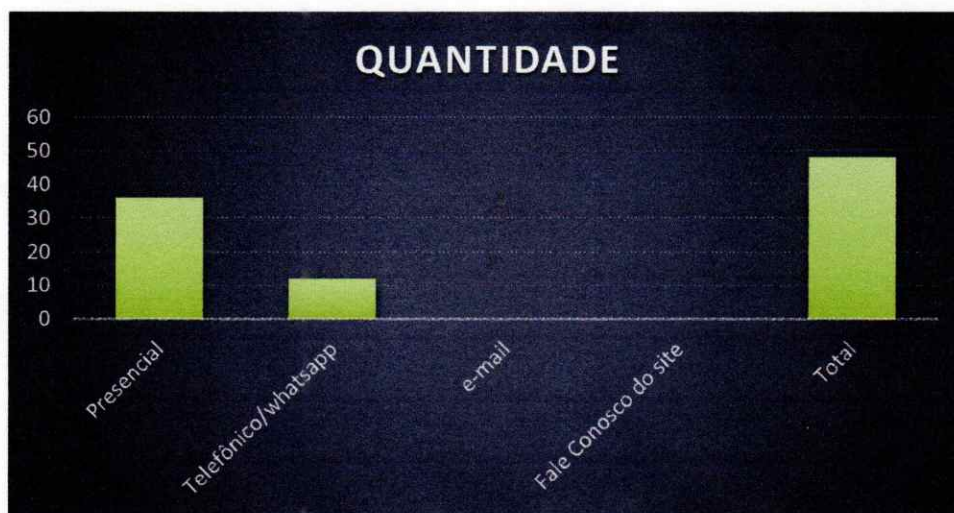 QUANTIDADE
60
50
40
30
20
10
0
Presencial
Telefônico/whatsapp
e-mail
Fale Conosco do site
Total